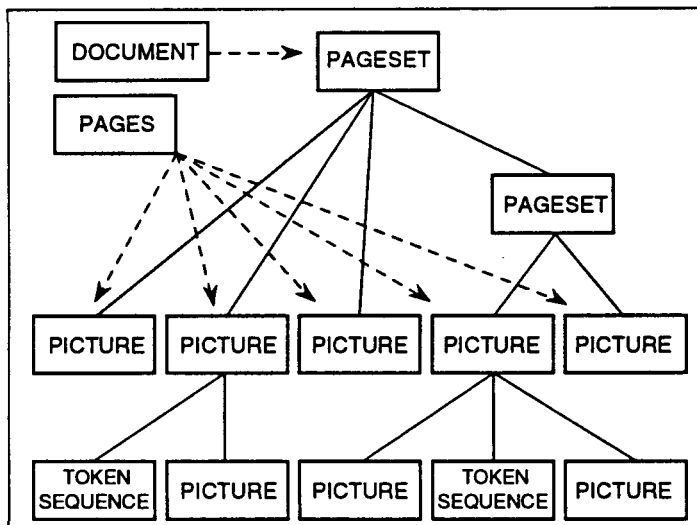 DOCUMENT
PAGESET
PAGES
PAGESET
PICTURE
PICTURE
PICTURE
PICTURE
PICTURE
TOKEN
SEQUENCE
PICTURE
PICTURE
TOKEN
SEQUENCE
PICTURE